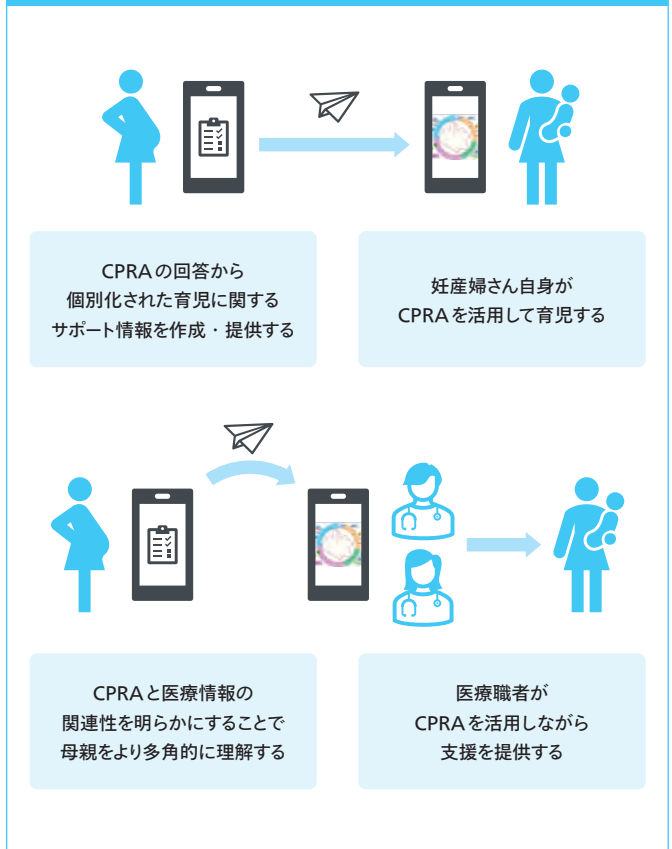 CPRAの回答から
個別化された育児に関する
サポート情報を作成・提供する
妊産婦さん自身が
CPRAを活用して育児する
CPRAと医療情報の
関連性を明らかにすることで
母親をより多角的に理解する
医療職者が
CPRAを活用しながら
支援を提供する